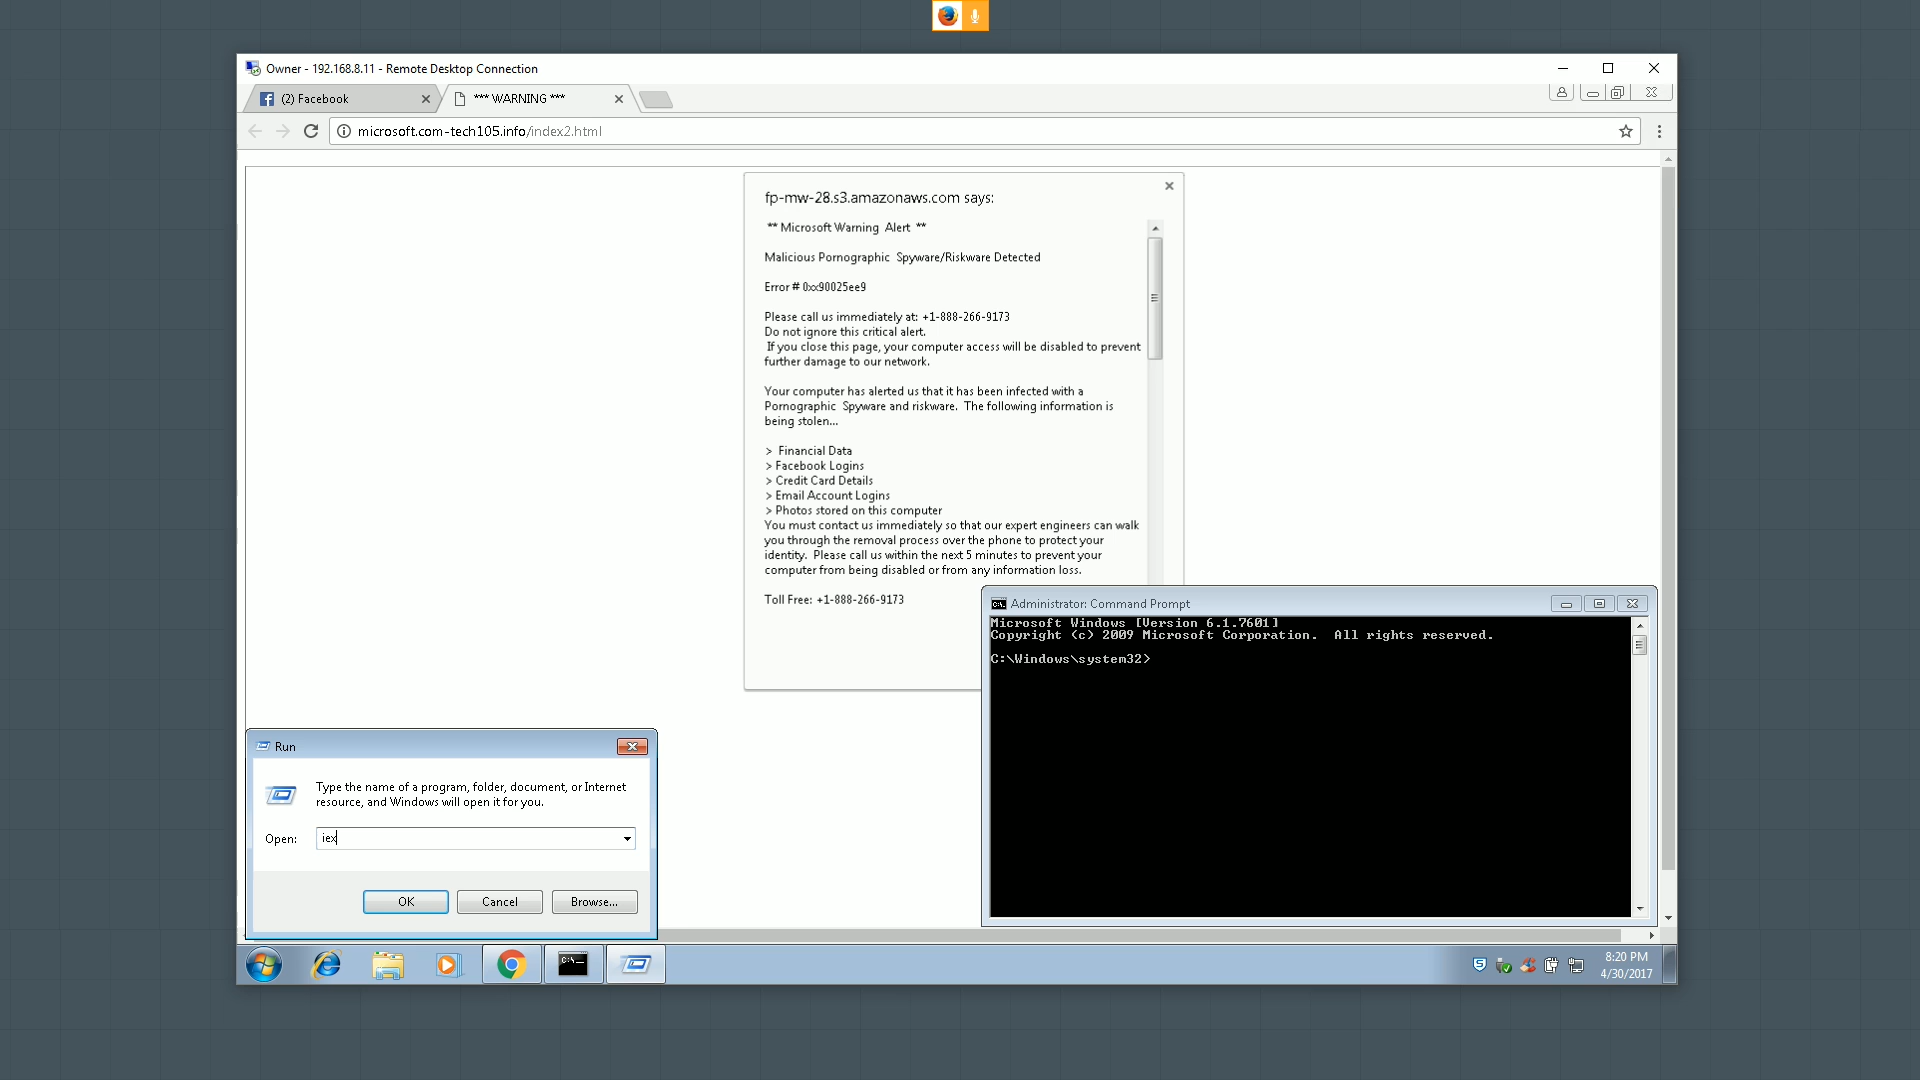 Owner - 192.168.8.11 - Remote Desktop Connection
(2) Facebook
*** WARNING ***
microsoft.com-tech105.info/index2.html
fp-mw-28.s3.amazonaws.com says:
** Microsoft Warning Alert **
Malicious Pornographic Spyware/Riskware Detected
Error # 0xx90025ee9
Please call us immediately at: +1-888-266-9173
Do not ignore this critical alert.
If you close this page, your computer access will be disabled to prevent
further damage to our network.
Your computer has alerted us that it has been infected with a
Pornographic Spyware and riskware. The following information is
being stolen...
> Financial Data
> Facebook Logins
> Credit Card Details
> Email Account Logins
> Photos stored on this computer
You must contact us immediately so that our expert engineers can walk
you through the removal process over the phone to protect your
identity. Please call us within the next 5 minutes to prevent your
computer from being disabled or from any information loss.
Toll Free: +1-888-266-9173
Administrator: Command Prompt
Microsoft Windows [Version 6.1.7601]
Copyright (c) 2009 Microsoft Corporation. All rights reserved.
C:\Windows\system32>
Run
Type the name of a program, folder, document, or Internet
resource, and Windows will open it for you.
Open:
iex
OK
Cancel
Browse...
8:20 PM
4/30/2017